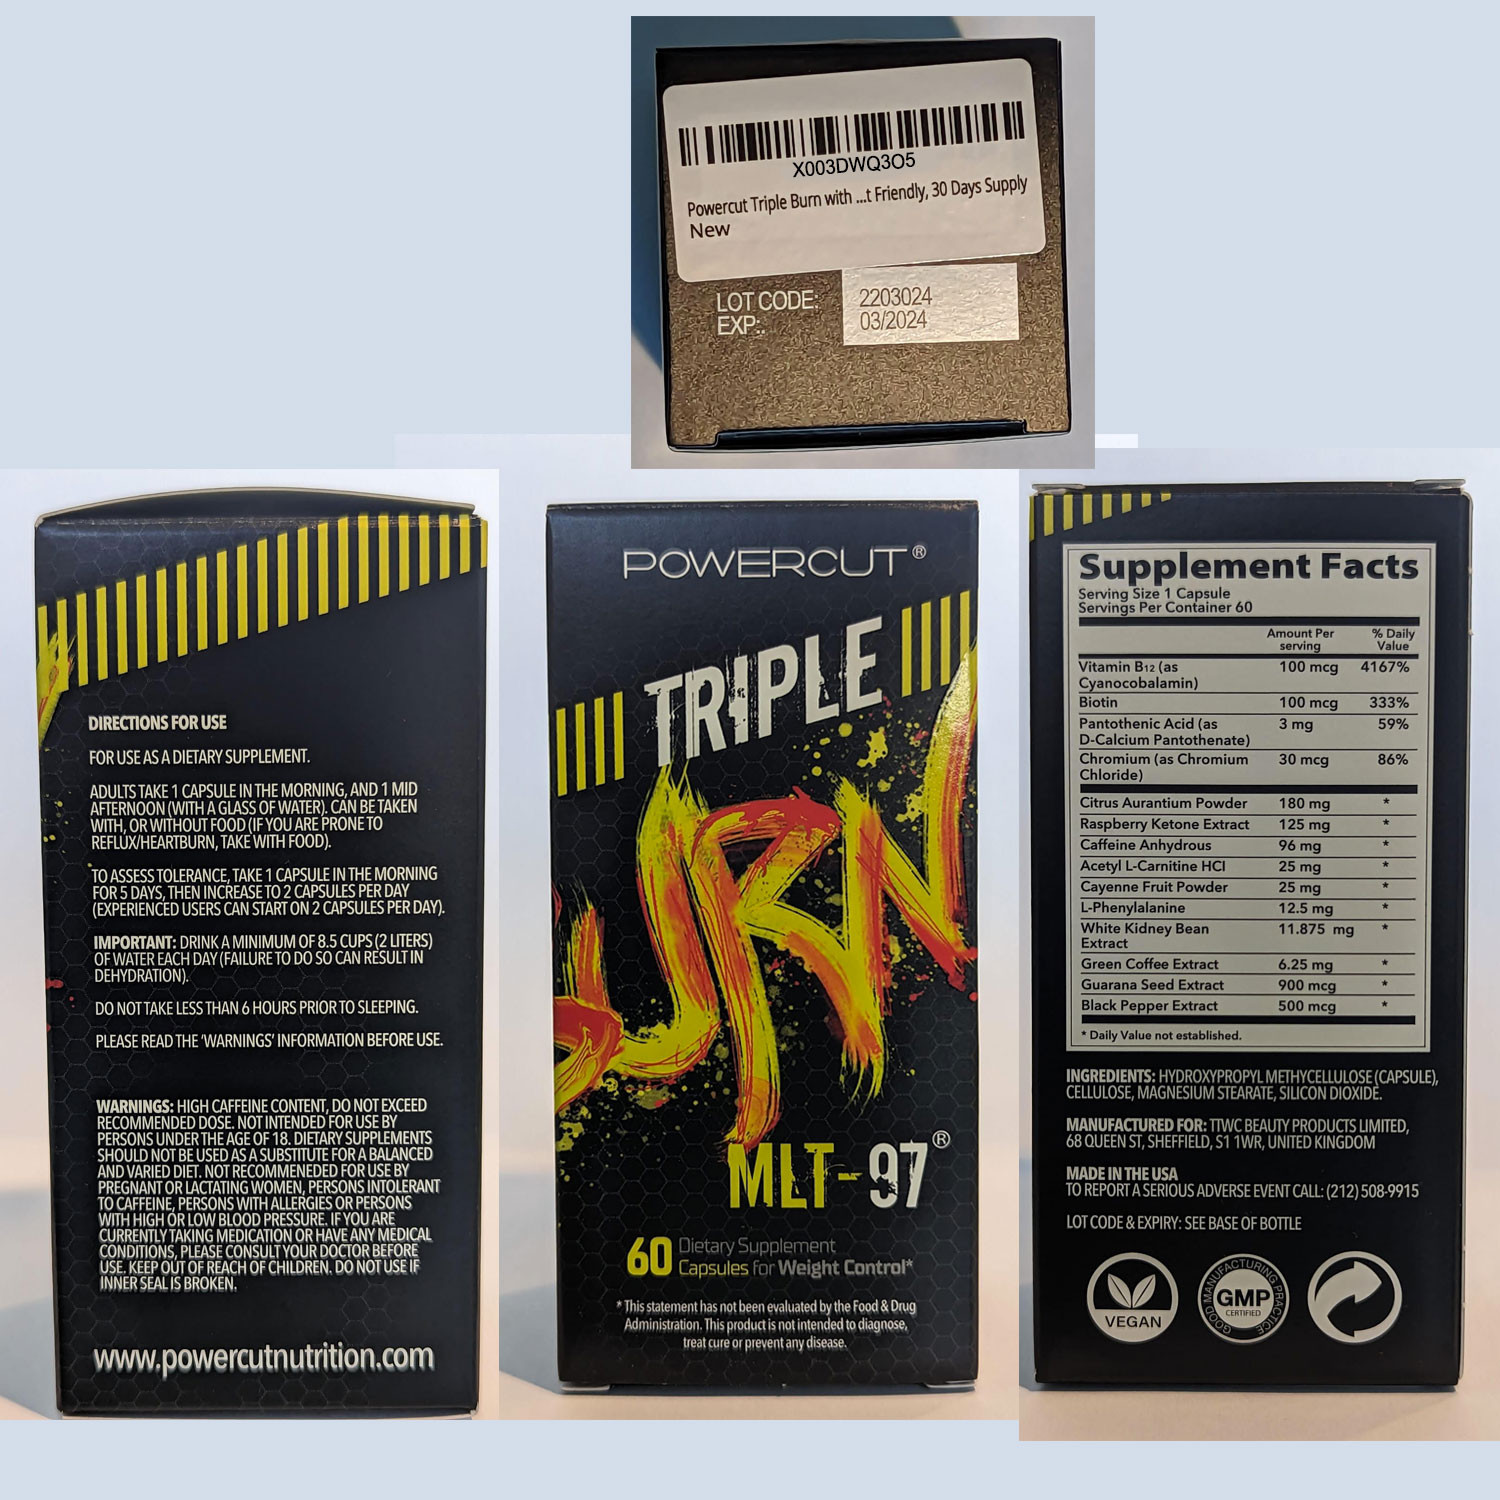 X003DWQ3O5
Powercut Triple Burn with ...t Friendly, 30 Days Supply
New
LOT CODE: 2203024
EXP:. 03/2024
DIRECTIONS FOR USE
FOR USE AS A DIETARY SUPPLEMENT.
ADULTS TAKE 1 CAPSULE IN THE MORNING, AND 1 MID
AFTERNOON (WITH A GLASS OF WATER). CAN BE TAKEN
WITH, OR WITHOUT FOOD (IF YOU ARE PRONE TO
REFLUX/HEARTBURN, TAKE WITH FOOD).
TO ASSESS TOLERANCE, TAKE 1 CAPSULE IN THE MORNING
FOR 5 DAYS, THEN INCREASE TO 2 CAPSULES PER DAY
(EXPERIENCED USERS CAN START ON 2 CAPSULES PER DAY).
IMPORTANT: DRINK A MINIMUM OF 8.5 CUPS (2 LITERS)
OF WATER EACH DAY (FAILURE TO DO SO CAN RESULT IN
DEHYDRATION).
DO NOT TAKE LESS THAN 6 HOURS PRIOR TO SLEEPING.
PLEASE READ THE 'WARNINGS' INFORMATION BEFORE USE.
WARNINGS: HIGH CAFFEINE CONTENT, DO NOT EXCEED
RECOMMENDED DOSE. NOT INTENDED FOR USE BY
PERSONS UNDER THE AGE OF 18. DIETARY SUPPLEMENTS
SHOULD NOT BE USED AS A SUBSTITUTE FOR A BALANCED
AND VARIED DIET. NOT RECOMMENEDED FOR USE BY
PREGNANT OR LACTATING WOMEN, PERSONS INTOLERANT
TO CAFFEINE, PERSONS WITH ALLERGIES OR PERSONS
WITH HIGH OR LOW BLOOD PRESSURE. IF YOU ARE
CURRENTLY TAKING MEDICATION OR HAVE ANY MEDICAL
CONDITIONS, PLEASE CONSULT YOUR DOCTOR BEFORE
USE. KEEP OUT OF REACH OF CHILDREN. DO NOT USE IF
INNER SEAL IS BROKEN.
www.powercutnutrition.com
POWERCUT®
TRIPLE
URN
MLT-97®
60 Dietary Supplement
Capsules for Weight Control*
* This statement has not been evaluated by the Food & Drug
Administration. This product is not intended to diagnose,
treat cure or prevent any disease.
Supplement Facts
Serving Size 1 Capsule
Servings Per Container 60
Amount Per % Daily
serving Value
Vitamin B12 (as 100 mcg 4167%
Cyanocobalamin)
Biotin 100 mcg 333%
Pantothenic Acid (as 3 mg 59%
D-Calcium Pantothenate)
Chromium (as Chromium 30 mcg 86%
Chloride)
Citrus Aurantium Powder 180 mg *
Raspberry Ketone Extract 125 mg *
Caffeine Anhydrous 96 mg *
Acetyl L-Carnitine HCl 25 mg *
Cayenne Fruit Powder 25 mg *
L-Phenylalanine 12.5 mg *
White Kidney Bean 11.875 mg *
Extract
Green Coffee Extract 6.25 mg *
Guarana Seed Extract 900 mcg *
Black Pepper Extract 500 mcg *
* Daily Value not established.
INGREDIENTS: HYDROXYPROPYL METHYCELLULOSE (CAPSULE),
CELLULOSE, MAGNESIUM STEARATE, SILICON DIOXIDE.
MANUFACTURED FOR: TIWC BEAUTY PRODUCTS LIMITED,
68 QUEEN ST, SHEFFIELD, S1 1WR, UNITED KINGDOM
MADE IN THE USA
TO REPORT A SERIOUS ADVERSE EVENT CALL: (212) 508-9915
LOT CODE & EXPIRY: SEE BASE OF BOTTLE
VEGAN
GOOD MANUFACTURING PRACTICE
GMP
CERTIFIED